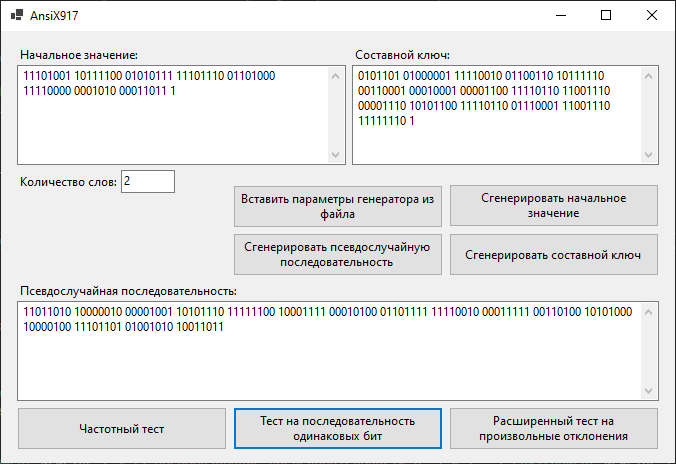 AnsiX917
Начальное значение:
Составной ключ:
11101001 10111100 01010111 11101110 01101000
11110000 0001010 00011011 1
0101101 01000001 11110010 01100110 10111110
00110001 00010001 00001100 11110110 11001110
00001110 10101100 11110110 01110001 11001110
11111110 1
Количество слов: 2
Вставить параметры генератора из
файла
Сгенерировать начальное
значение
Сгенерировать псевдослучайную
последовательность
Сгенерировать составной ключ
Псевдослучайная последовательность:
11011010 10000010 00001001 10101110 11111100 10001111 00010100 01101111 11110010 00011111 00110100 10101000
10000100 11101101 01001010 10011011
Частотный тест
Тест на последовательность
одинаковых бит
Расширенный тест на
произвольные отклонения